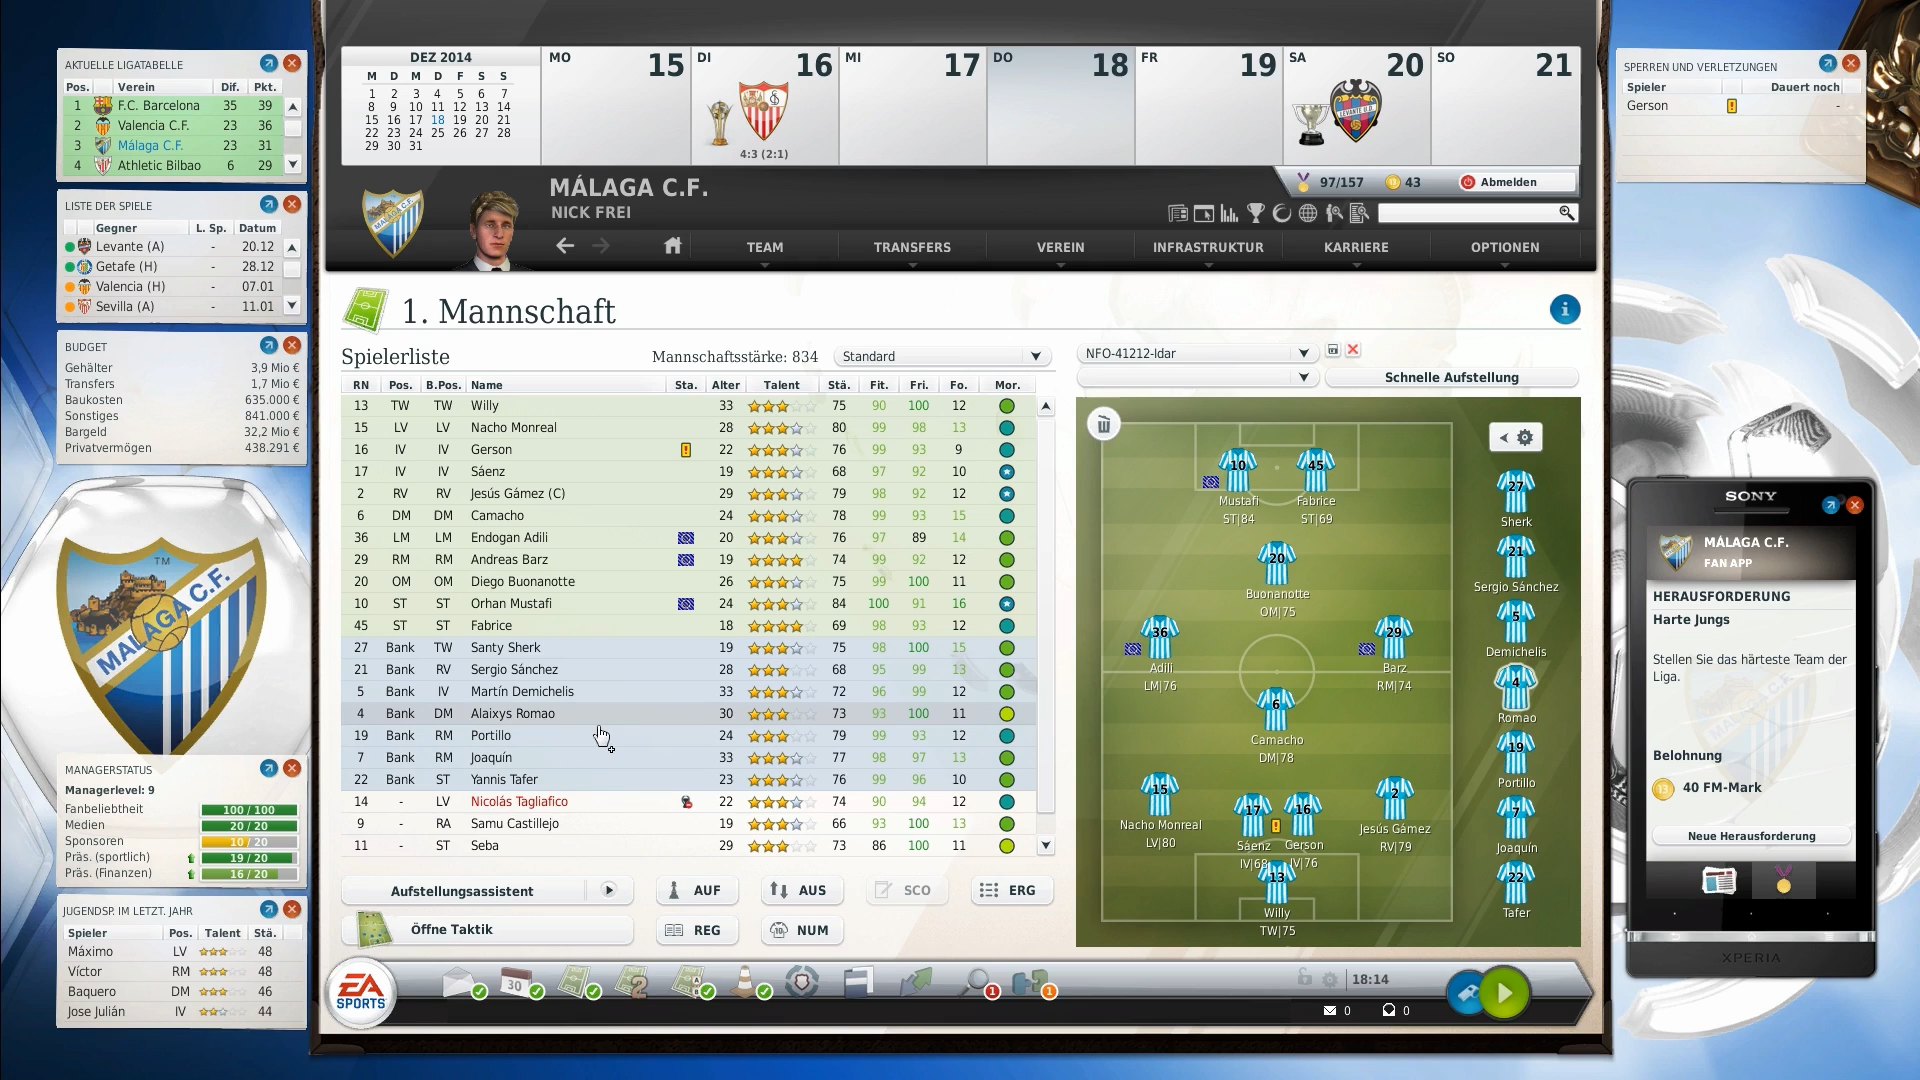 AKTUELLE LIGATABELLE
Pos. Verein Dif. Pkt.
1 F.C. Barcelona 35 39
2 Valencia C.F. 23 36
3 Málaga C.F. 23 31
4 Athletic Bilbao 6 29
LISTE DER SPIELE
Gegner L. Sp. Datum
Levante (A) - 20.12
Getafe (H) - 28.12
Valencia (H) - 07.01
Sevilla (A) - 11.01
BUDGET
Gehälter 3,9 Mio €
Transfers 1,7 Mio €
Baukosten 635.000 €
Sonstiges 841.000 €
Bargeld 32,2 Mio €
Privatvermögen 438.291 €
TM
MALAGA C.F.
MANAGERSTATUS
Managerlevel: 9
Fanbeliebtheit 100 / 100
Medien 20 / 20
Sponsoren 10 / 20
Präs. (sportlich) 19 / 20
Präs. (Finanzen) 16 / 20
JUGENDSP. IM LETZT. JAHR
Spieler Pos. Talent Stä.
Máximo LV 48
Víctor RM 48
Baquero DM 46
Jose Julián IV 44
DEZ 2014
M D M D F S S
1 2 3 4 5 6 7
8 9 10 11 12 13 14
15 16 17 18 19 20 21
22 23 24 25 26 27 28
29 30 31
MO 15
DI 16
4:3 (2:1)
MI 17
DO 18
FR 19
SA 20
LEVANTE U.D.
SO 21
MÁLAGA C.F.
NICK FREI
97/157
43
Abmelden
TEAM TRANSFERS VEREIN INFRASTRUKTUR KARRIERE OPTIONEN
1. Mannschaft
Spielerliste Mannschaftsstärke: 834 Standard
RN Pos. B.Pos. Name Sta. Alter Talent Stä. Fit. Fri. Fo. Mor.
13 TW TW Willy 33 75 90 100 12
15 LV LV Nacho Monreal 28 80 99 98 13
16 IV IV Gerson 22 76 99 93 9
17 IV IV Sáenz 19 68 97 92 10
2 RV RV Jesús Gámez (C) 29 79 98 92 12
6 DM DM Camacho 24 78 99 93 15
36 LM LM Endogan Adili 20 76 97 89 14
29 RM RM Andreas Barz 19 74 99 92 12
20 OM OM Diego Buonanotte 26 75 99 100 11
10 ST ST Orhan Mustafi 24 84 100 91 16
45 ST ST Fabrice 18 69 98 93 12
27 Bank TW Santy Sherk 19 75 98 100 15
21 Bank RV Sergio Sánchez 28 68 95 99 13
5 Bank IV Martín Demichelis 33 72 96 99 12
4 Bank DM Alaixys Romao 30 73 93 100 11
19 Bank RM Portillo 24 79 99 93 12
7 Bank RM Joaquín 33 77 98 97 13
22 Bank ST Yannis Tafer 23 76 99 96 10
14 - LV Nicolás Tagliafico 22 74 90 94 12
9 - RA Samu Castillejo 19 66 93 100 13
11 - ST Seba 29 73 86 100 11
Aufstellungsassistent
AUF
AUS
SCO
ERG
Öffne Taktik
REG
NUM
NFO-41212-Idar
Schnelle Aufstellung
10
Mustafi
ST|84
45
Fabrice
ST|69
20
Buonanotte
OM|75
36
Adili
LM|76
29
Barz
RM|74
6
Camacho
DM|78
15
Nacho Monreal
LV|80
17
Sáenz
IV|68
16
Gerson
IV|76
2
Jesús Gámez
RV|79
13
Willy
TW|75
27
Sherk
21
Sergio Sánchez
5
Demichelis
4
Romao
19
Portillo
7
Joaquín
22
Tafer
EA
SPORTS
30
2
1
1
18:14
0
0
SPERREN UND VERLETZUNGEN
Spieler Dauert noch
Gerson -
SONY
MÁLAGA C.F.
FAN APP
HERAUSFORDERUNG
Harte Jungs
Stellen Sie das härteste Team der
Liga.
Belohnung
40 FM-Mark
Neue Herausforderung
XPERIA